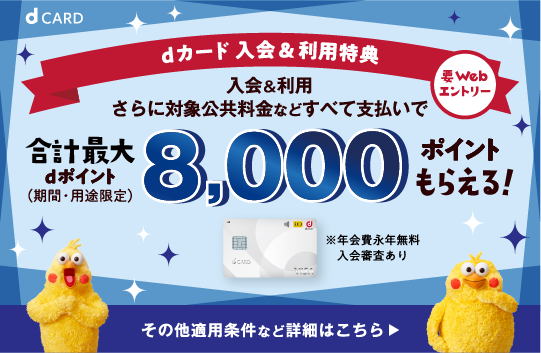 d CARD
dカード 入会&利用特典
要Web
エントリー
入会&利用
さらに対象公共料金などすべて支払いで
合計最大
dポイント
(期間・用途限定)
8,000
ポイント
もらえる!
iD
d CARD
※年会費永年無料
入会審査あり
その他適用条件など詳細はこちら▶